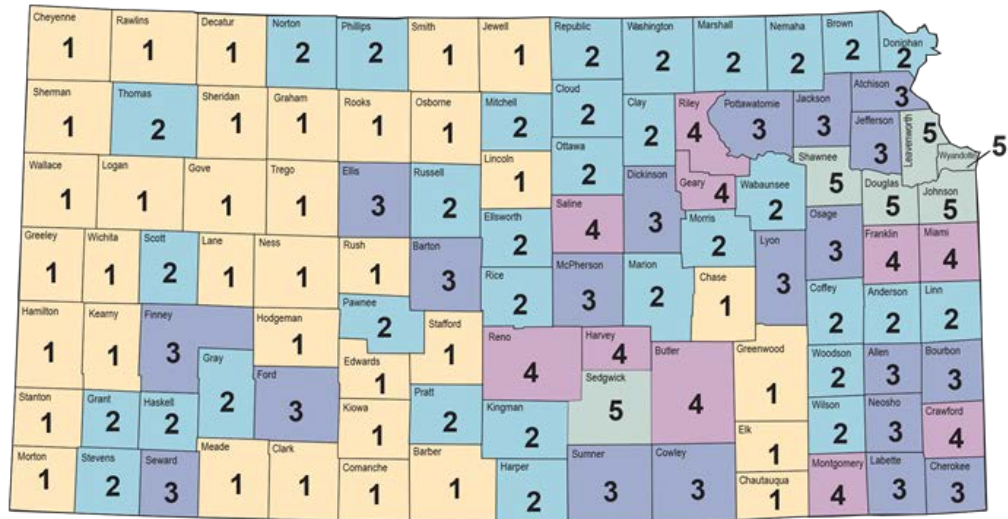 Cheyenne 1
Rawlins 1
Decatur 1
Norton 2
Phillips 2
Smith 1
Jewell 1
Republic 2
Washington 2
Marshall 2
Nemaha 2
Brown 2
Doniphan 2
Sherman 1
Thomas 2
Sheridan 1
Graham 1
Rooks 1
Osborne 1
Mitchell 2
Cloud 2
Clay 2
Riley 4
Pottawatomie 3
Jackson 3
Atchison 3
Jefferson 3
Leavenworth 5
Wyandotte 5
Wallace 1
Logan 1
Gove 1
Trego 1
Ellis 3
Russell 2
Lincoln 1
Ottawa 2
Dickinson 3
Geary 4
Wabaunsee 2
Shawnee 5
Douglas 5
Johnson 5
Greeley 1
Wichita 1
Scott 2
Lane 1
Ness 1
Rush 1
Barton 3
Ellsworth 2
Saline 4
Morris 2
Lyon 3
Osage 3
Franklin 4
Miami 4
Hamilton 1
Kearny 1
Finney 3
Hodgeman 1
Pawnee 2
Stafford 1
Rice 2
McPherson 3
Marion 2
Chase 1
Coffey 2
Anderson 2
Linn 2
Gray 2
Ford 3
Edwards 1
Reno 4
Harvey 4
Sedgwick 5
Butler 4
Greenwood 1
Woodson 2
Allen 3
Bourbon 3
Stanton 1
Grant 2
Haskell 2
Kiowa 1
Pratt 2
Kingman 2
Elk 1
Wilson 2
Neosho 3
Crawford 4
Morton 1
Stevens 2
Seward 3
Meade 1
Clark 1
Comanche 1
Barber 1
Harper 2
Sumner 3
Cowley 3
Chautauqua 1
Montgomery 4
Labette 3
Cherokee 3